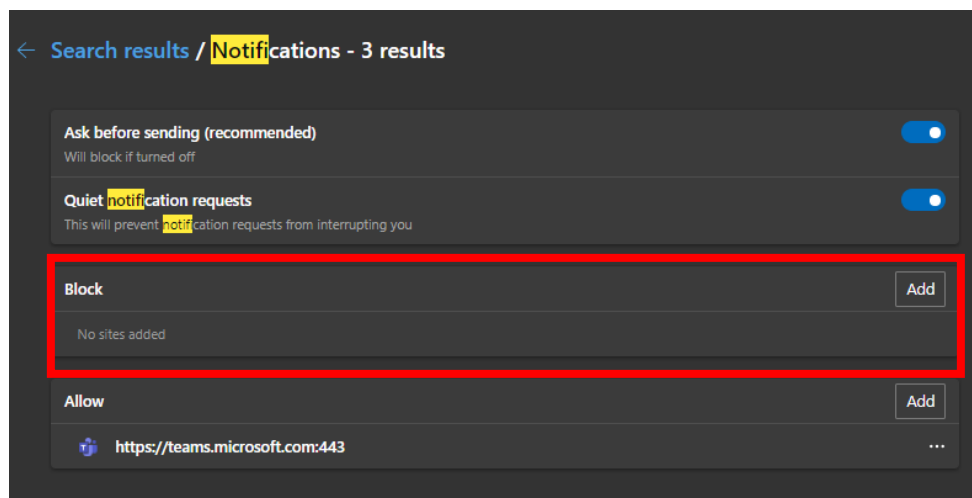 Search results / Notifications - 3 results
Ask before sending (recommended)
Will block if turned off
Quiet notification requests
This will prevent notification requests from interrupting you
Block
Add
No sites added
Allow
Add
https://teams.microsoft.com:443